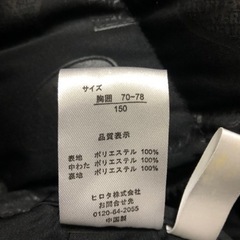 サイズ
胸囲 70-78
150
品質表示
表地 ポリエステル 100%
中わた ポリエステル 100%
裏地 ポリエステル 100%
ヒロタ株式会社
お問合せ先
0120-64-2065
中国製